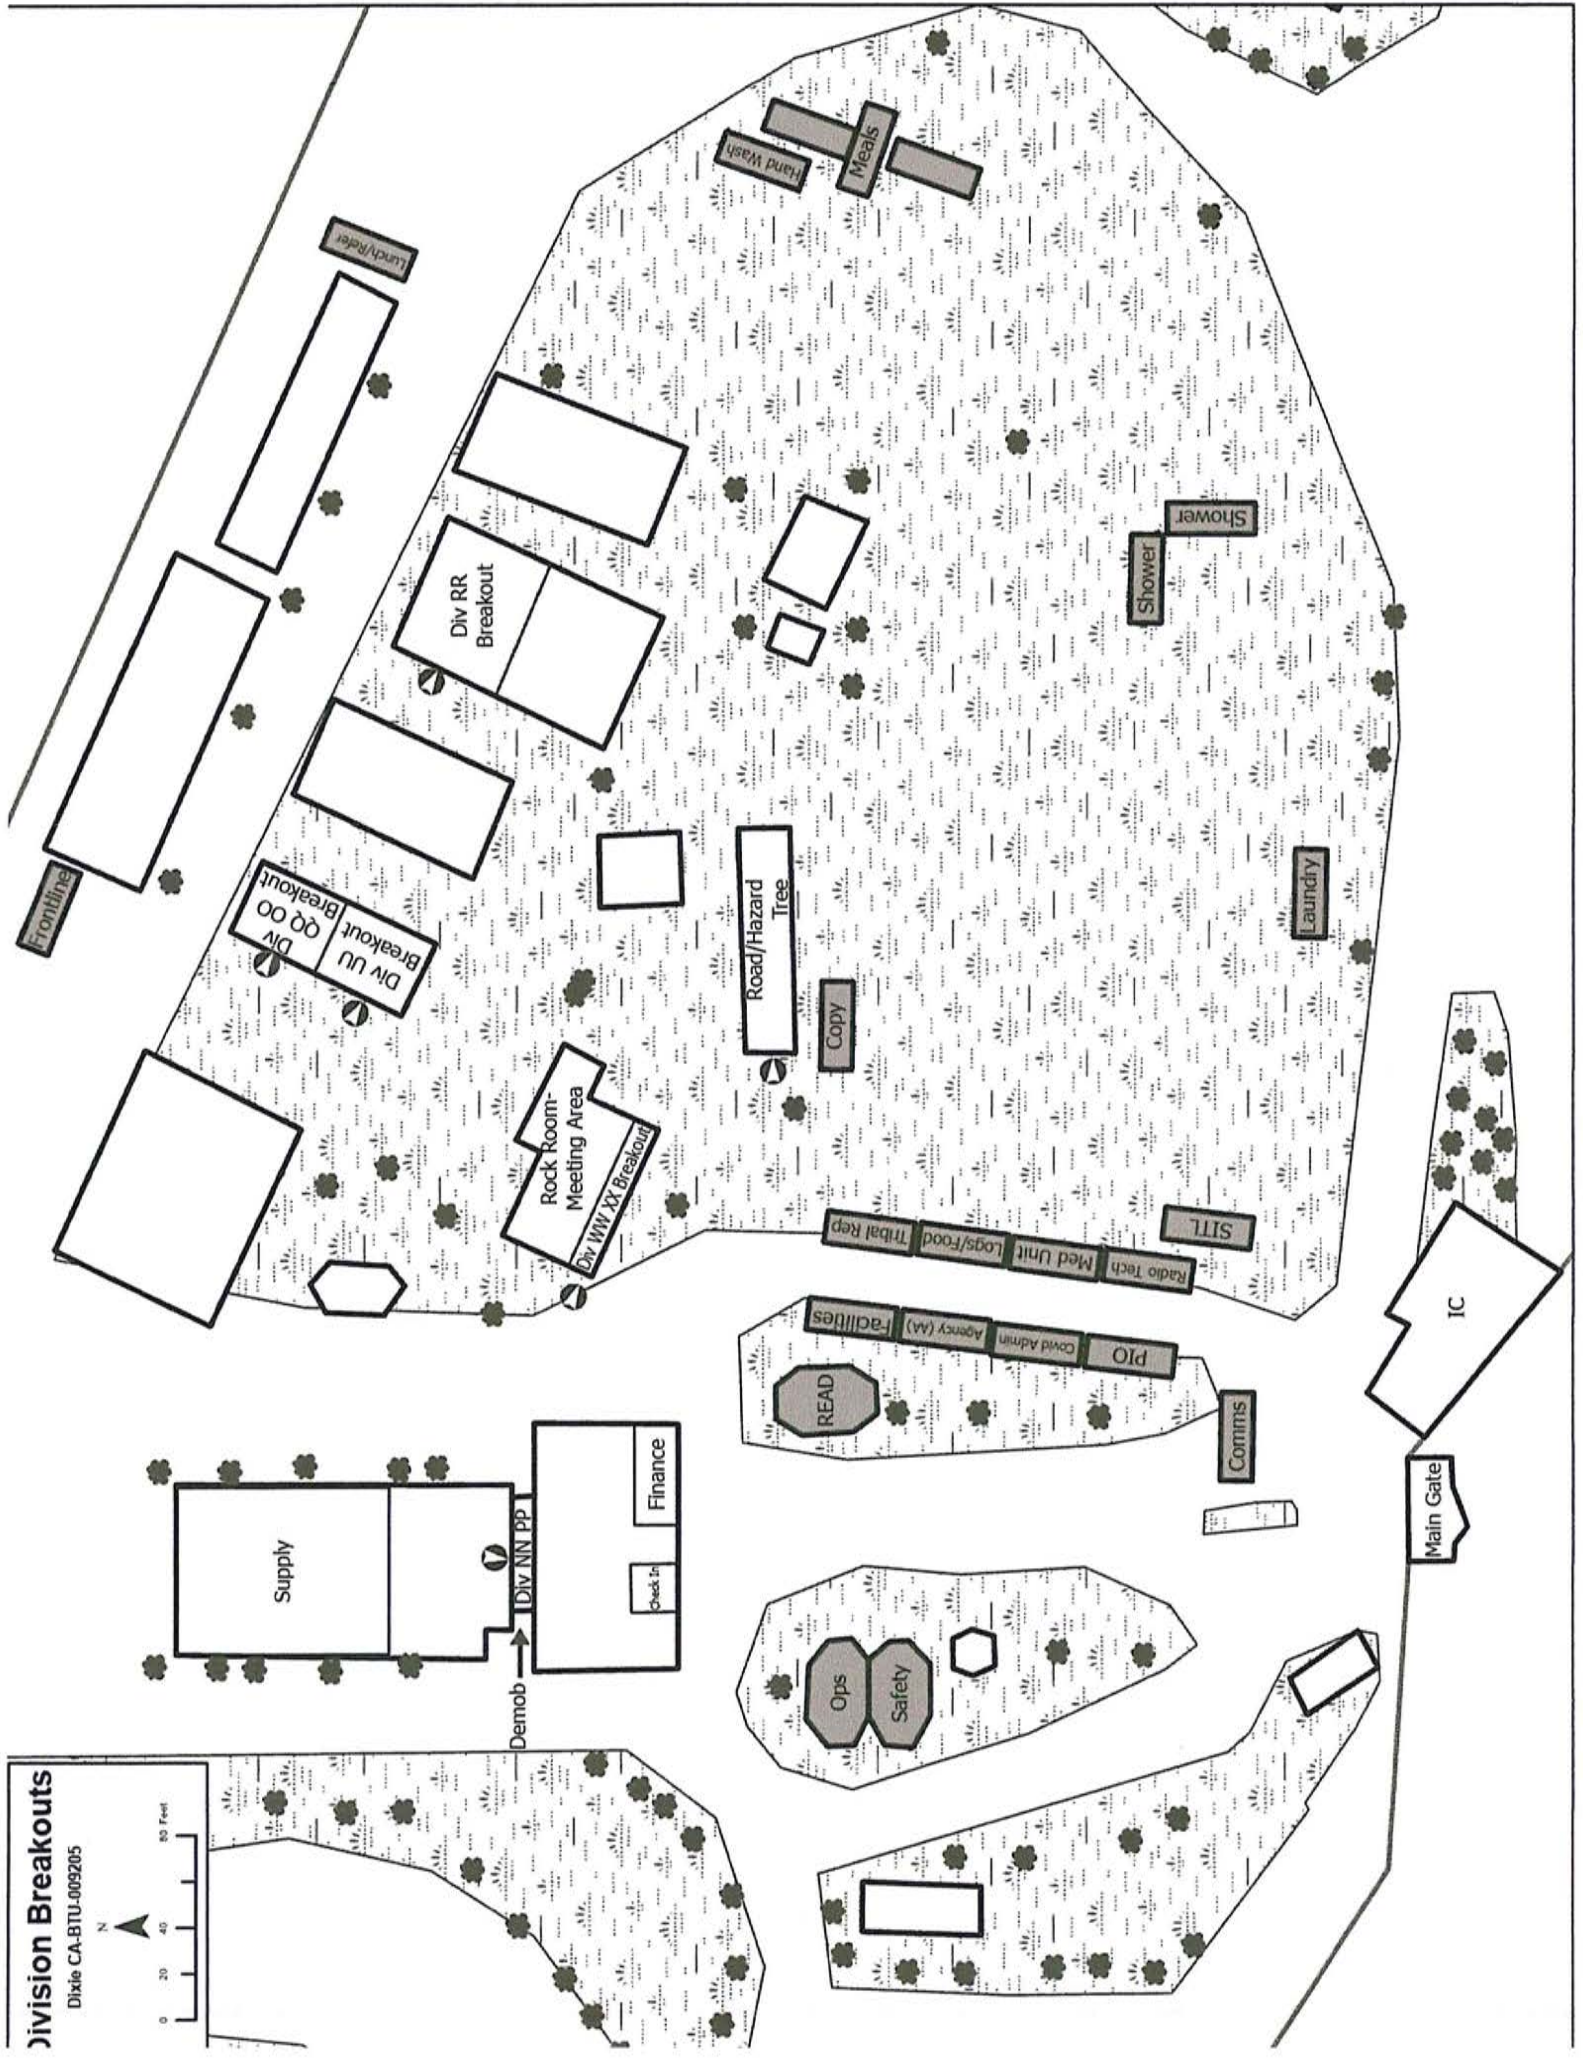 Division Breakouts
Dixie CA-BTU-009205
N
0 20 40 80 Feet
Frontline
Lunch/Refer
Hand Wash
Meals
Div RR
Breakout
Div
QQ OO
Breakout
Div UU
Breakout
Shower
Shower
Road/Hazard
Tree
Copy
Laundry
Rock Room-
Meeting Area
Div WW XX Breakout
Tribal Rep
Logs/Food
Med Unit
Radio Tech
SITL
Facilities
Agency (AA)
Covid Admin
PIO
READ
Comms
IC
Main Gate
Supply
Div NN PP
Finance
Check In
Demob
Ops
Safety